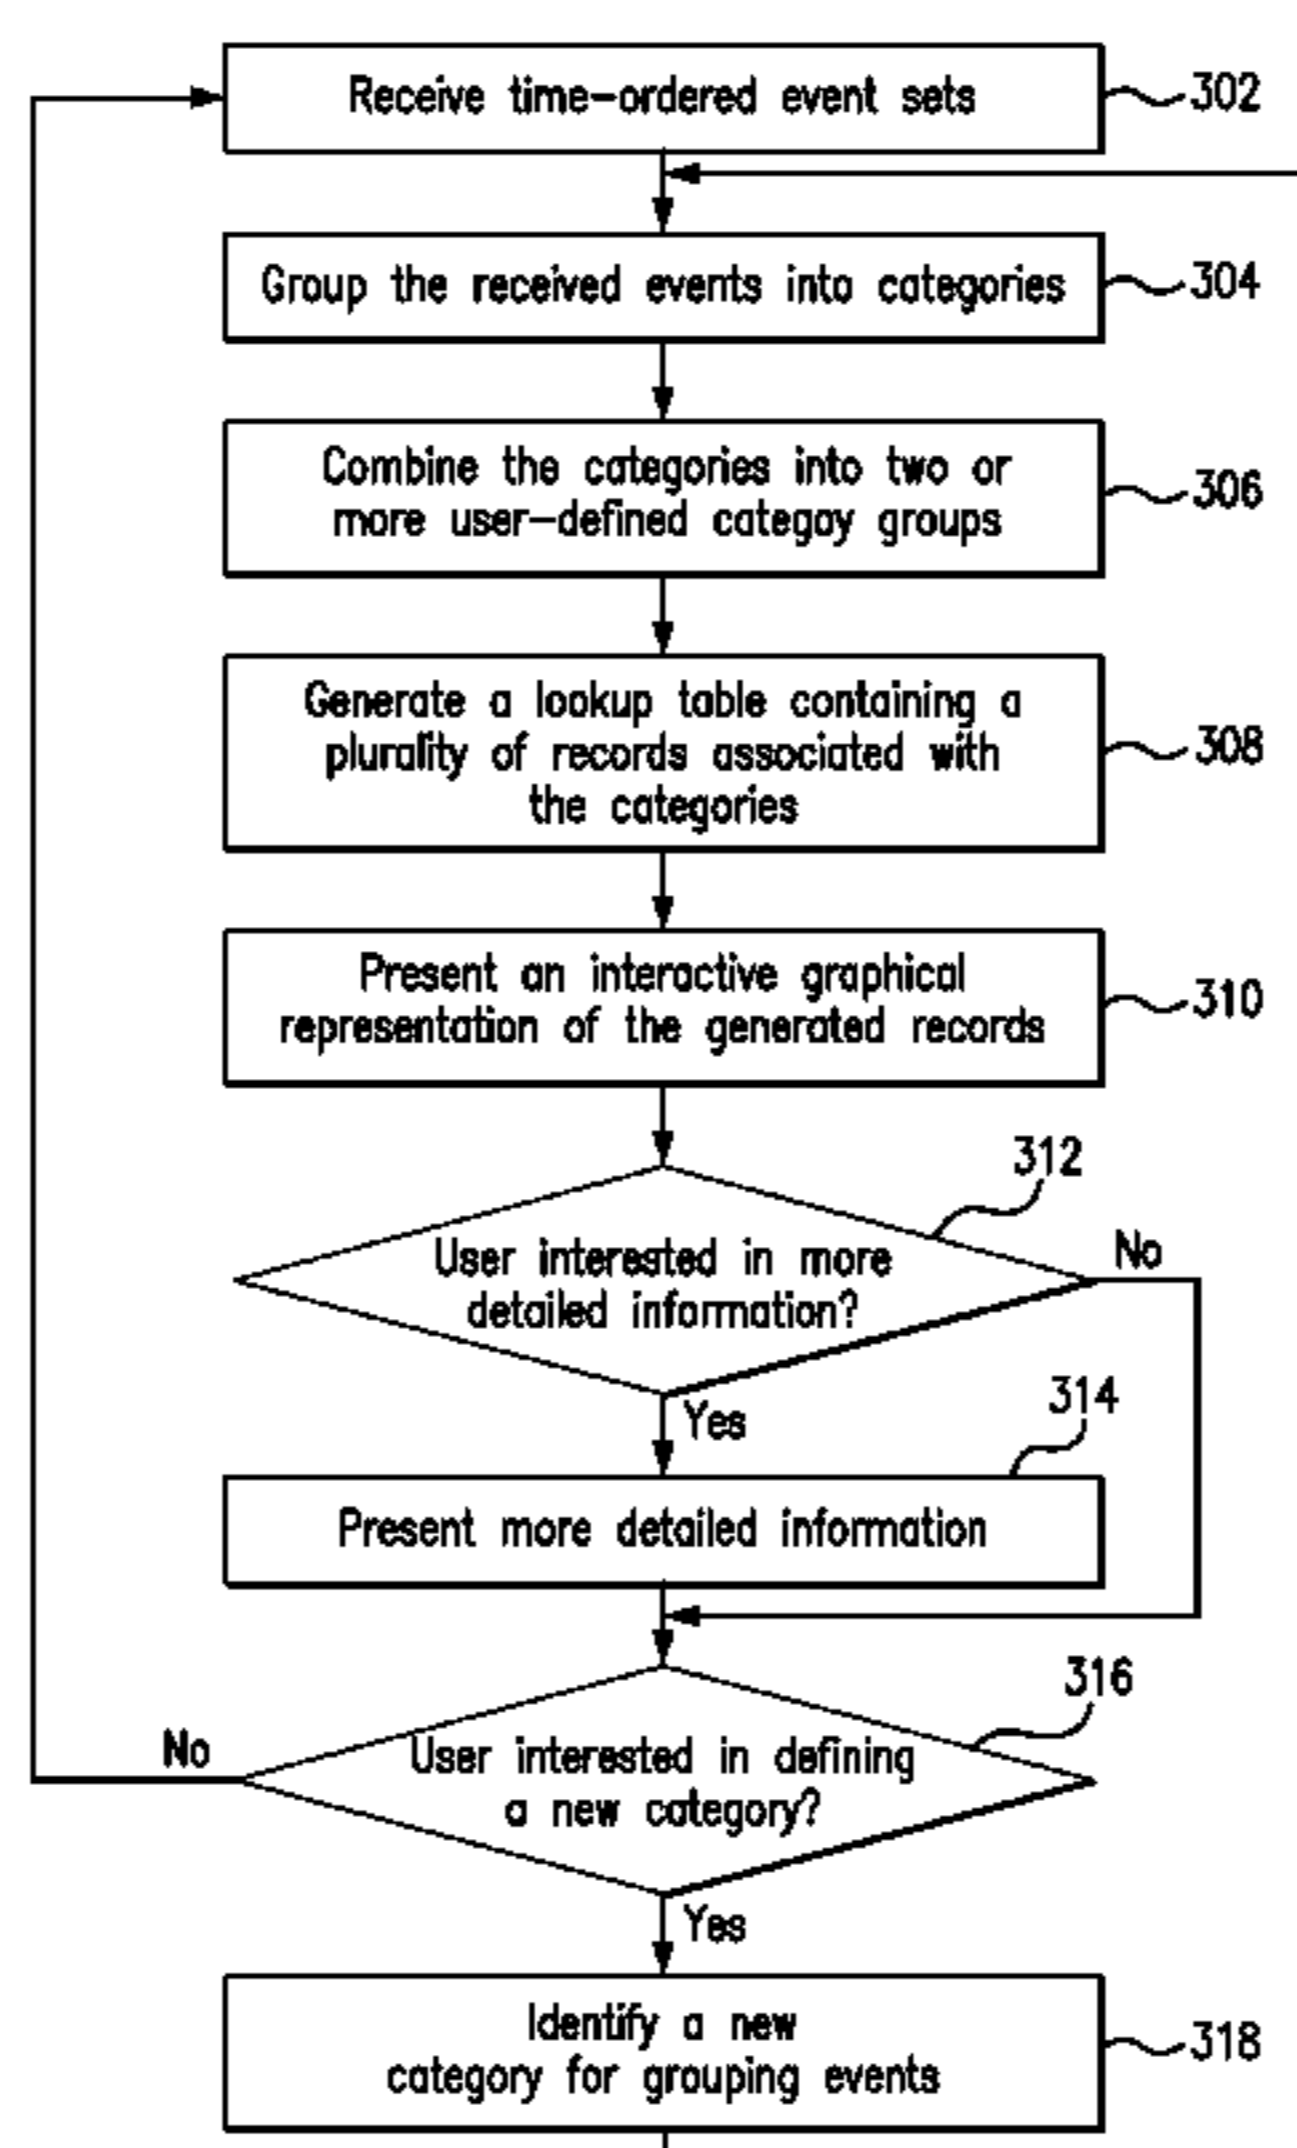 Receive time-ordered event sets
302
Group the received events into categories
304
Combine the categories into two or
more user-defined categoy groups
306
Generate a lookup table containing a
plurality of records associated with
the categories
308
Present an interactive graphical
representation of the generated records
310
312
User interested in more
detailed information?
No
Yes
314
Present more detailed information
316
User interested in defining
a new category?
No
Yes
Identify a new
category for grouping events
318